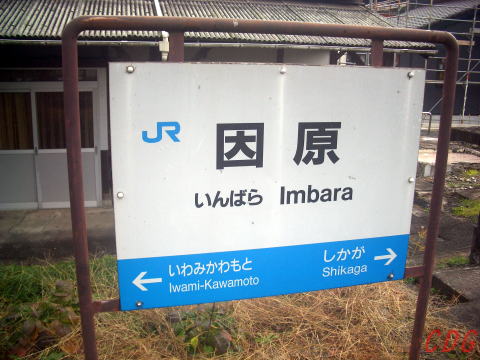 JR
因原
いんばら Imbara
← いわみかわもと
Iwami-Kawamoto
しかが →
Shikaga
CDG